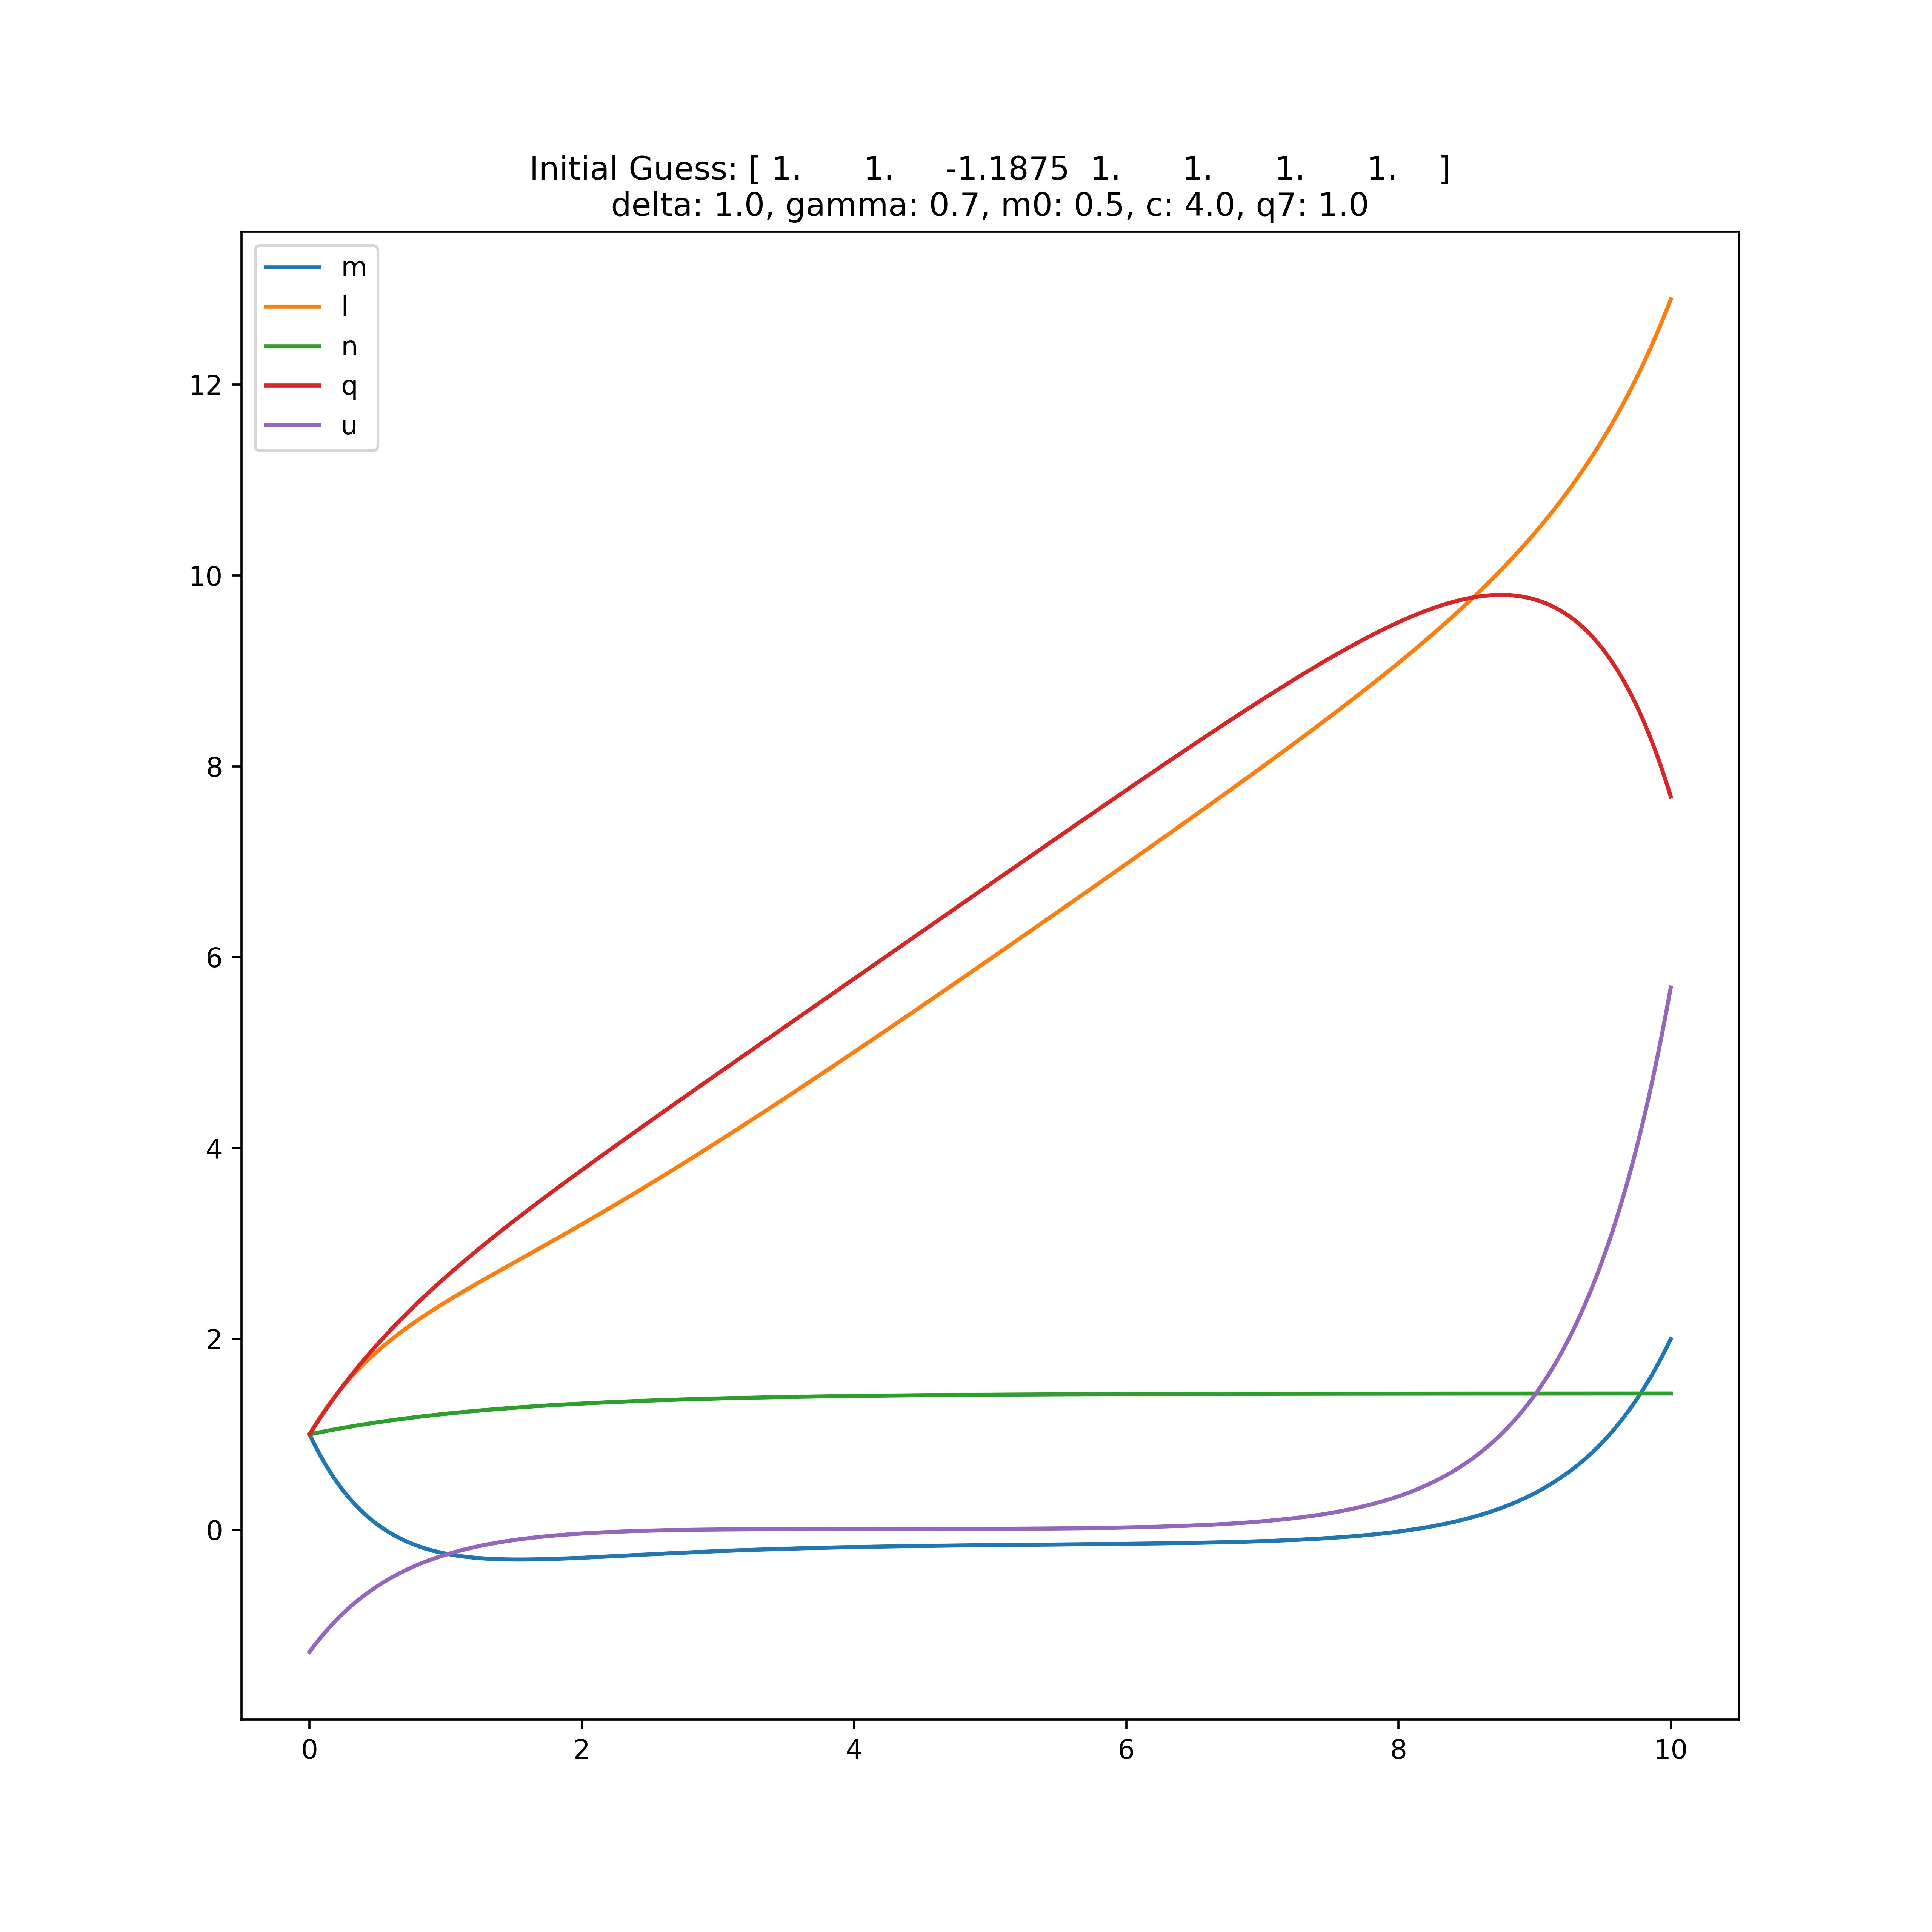 Initial Guess: [ 1. 1. -1.1875 1. 1. 1. 1. ]
delta: 1.0, gamma: 0.7, m0: 0.5, c: 4.0, q7: 1.0
m
l
n
q
u
12
10
8
6
4
2
0
0 2 4 6 8 10